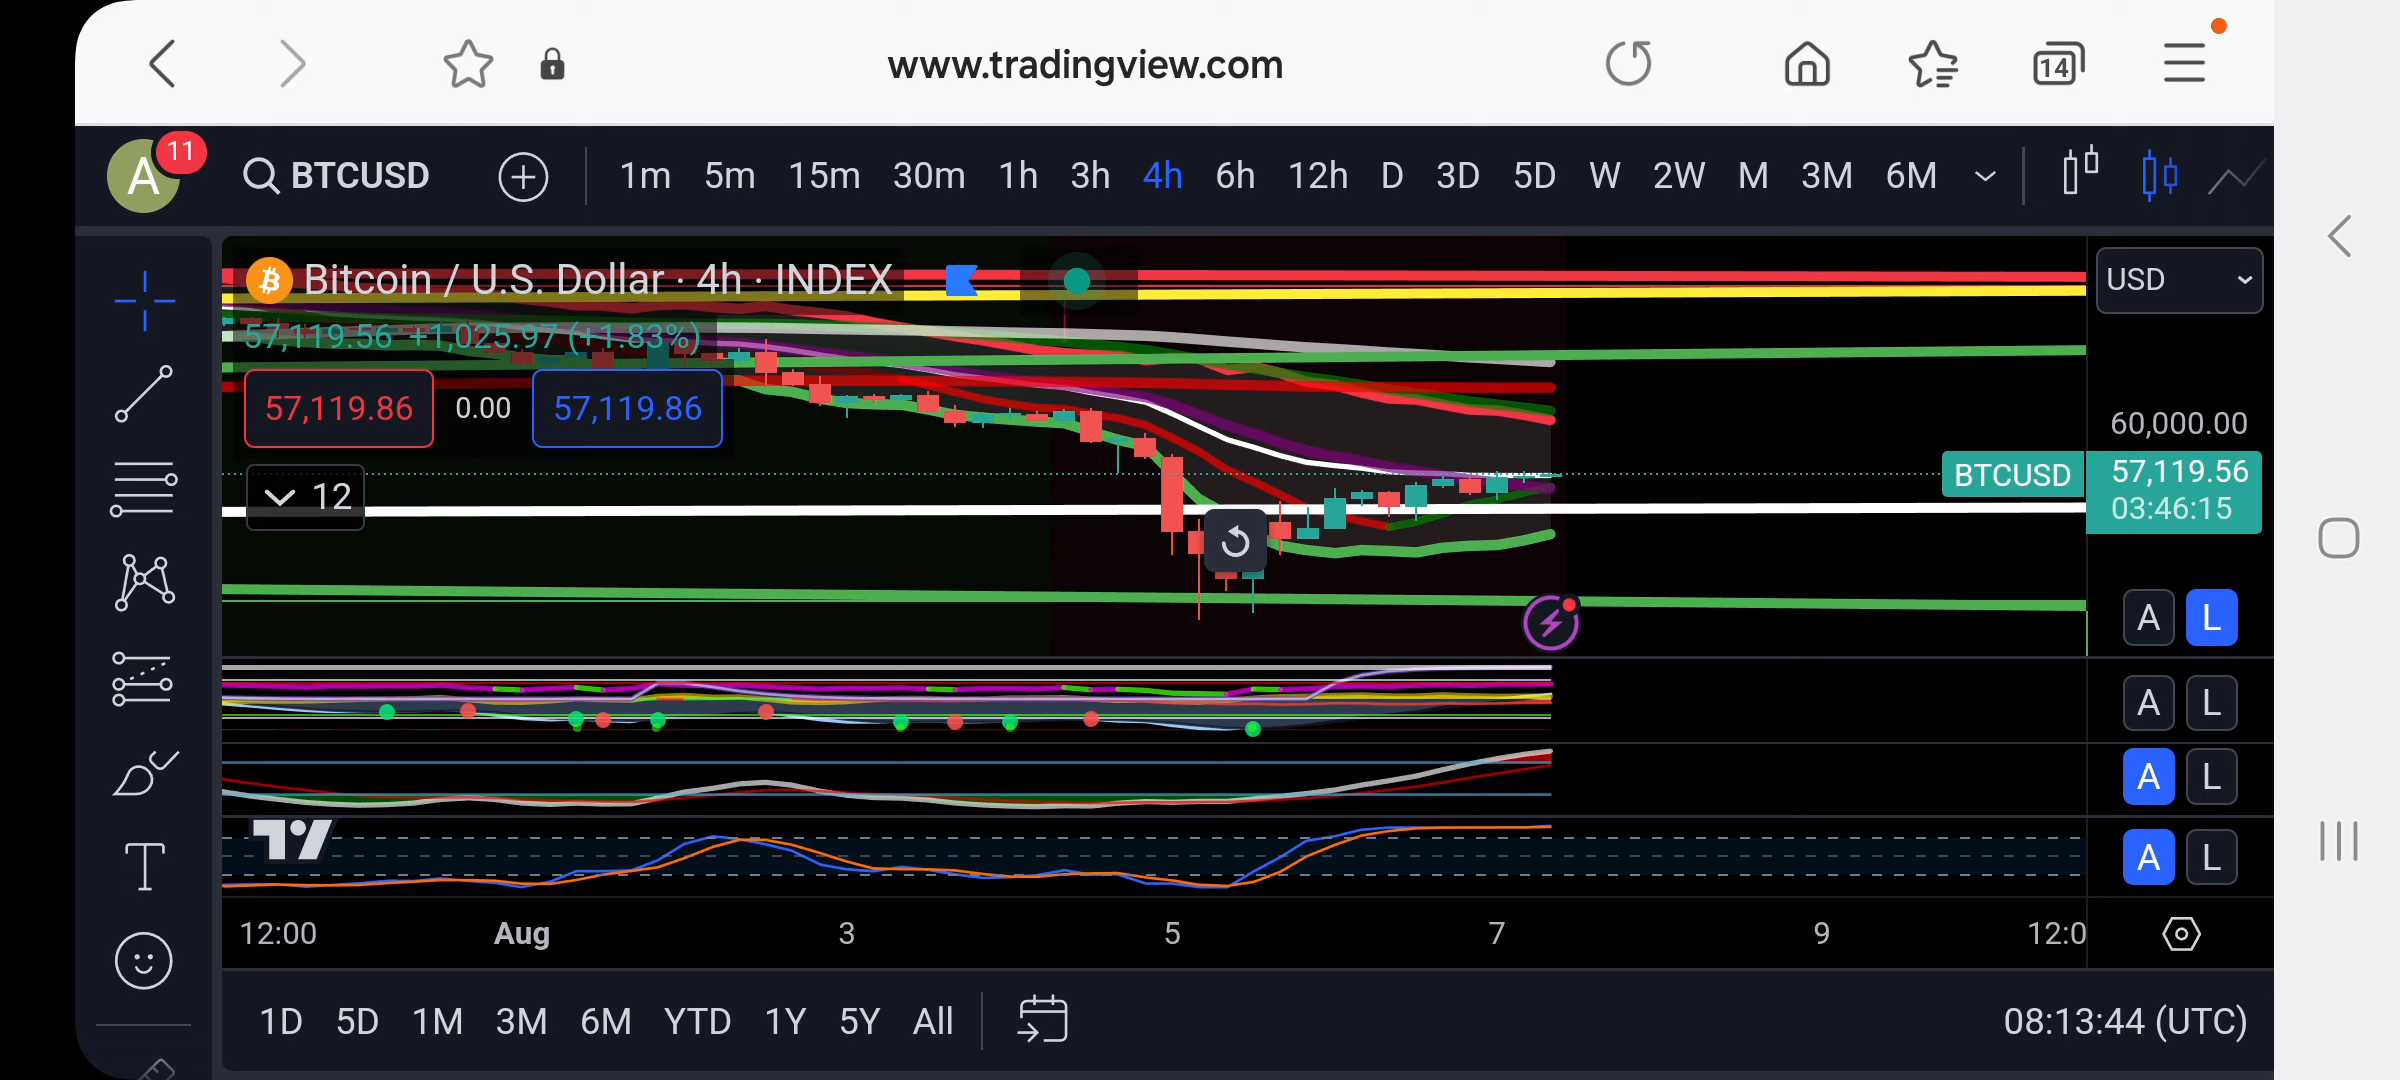 www.tradingview.com
14
A 11 BTCUSD 1m 5m 15m 30m 1h 3h 4h 6h 12h D 3D 5D W 2W M 3M 6M
Bitcoin / U.S. Dollar · 4h · INDEX
USD
57,119.56 +1,025.97 (+1.83%)
57,119.86 0.00 57,119.86
60,000.00
BTCUSD 57,119.56
03:46:15
12
A L
A L
A L
A L
T
12:00 Aug 3 5 7 9 12:0
1D 5D 1M 3M 6M YTD 1Y 5Y All 08:13:44 (UTC)